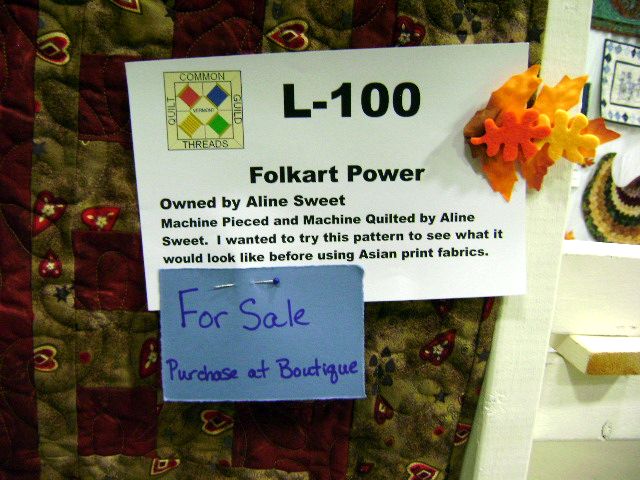 COMMON
QUILT
VERMONT
GUILD
THREADS
L-100
Folkart Power
Owned by Aline Sweet
Machine Pieced and Machine Quilted by Aline
Sweet. I wanted to try this pattern to see what it
would look like before using Asian print fabrics.
For Sale
Purchase at Boutique